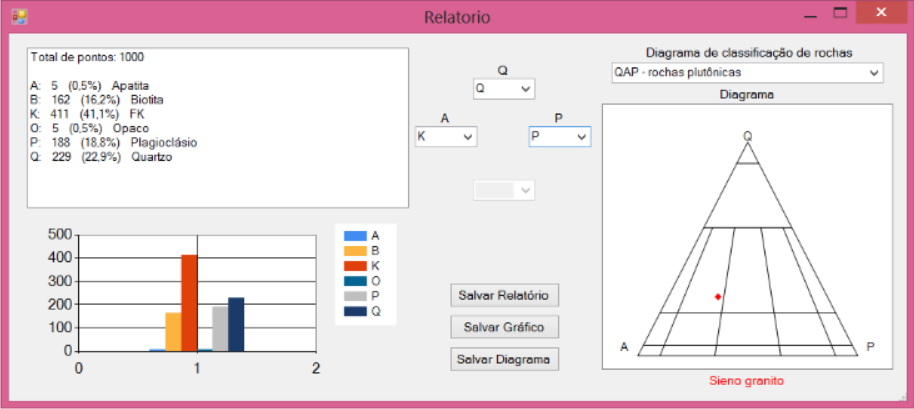 Relatorio
Total de pontos: 1000
A: 5 (0,5%) Apatita
B: 162 (16,2%) Biotita
K: 411 (41,1%) FK
O: 5 (0,5%) Opaco
P: 188 (18,8%) Plagioclásio
Q: 229 (22,9%) Quartzo
Q
Q
A
P
K
P
Diagrama de classificação de rochas
QAP - rochas plutônicas
Diagrama
Q
A
P
Sieno granito
500
400
300
200
100
0
0
1
2
A
B
K
O
P
Q
Salvar Relatório
Salvar Gráfico
Salvar Diagrama